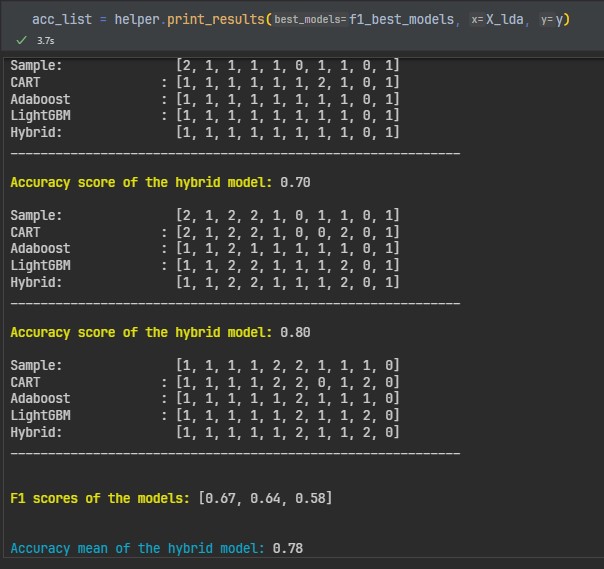 acc_list = helper.print_results(best_models=f1_best_models, x=X_lda, y=y)
✓ 3.7s
Sample: [2, 1, 1, 1, 1, 0, 1, 1, 0, 1]
CART : [1, 1, 1, 1, 1, 1, 2, 1, 0, 1]
Adaboost : [1, 1, 1, 1, 1, 1, 1, 1, 0, 1]
LightGBM : [1, 1, 1, 1, 1, 1, 1, 1, 0, 1]
Hybrid: [1, 1, 1, 1, 1, 1, 1, 1, 0, 1]
____________________________________________________________
Accuracy score of the hybrid model: 0.70
Sample: [2, 1, 2, 2, 1, 0, 1, 1, 0, 1]
CART : [2, 1, 2, 2, 1, 0, 0, 2, 0, 1]
Adaboost : [1, 1, 2, 1, 1, 1, 1, 1, 0, 1]
LightGBM : [1, 1, 2, 2, 1, 1, 1, 2, 0, 1]
Hybrid: [1, 1, 2, 2, 1, 1, 1, 2, 0, 1]
____________________________________________________________
Accuracy score of the hybrid model: 0.80
Sample: [1, 1, 1, 1, 2, 2, 1, 1, 1, 0]
CART : [1, 1, 1, 1, 2, 2, 0, 1, 2, 0]
Adaboost : [1, 1, 1, 1, 1, 2, 1, 1, 1, 0]
LightGBM : [1, 1, 1, 1, 1, 2, 1, 1, 2, 0]
Hybrid: [1, 1, 1, 1, 1, 2, 1, 1, 2, 0]
____________________________________________________________
F1 scores of the models: [0.67, 0.64, 0.58]
Accuracy mean of the hybrid model: 0.78